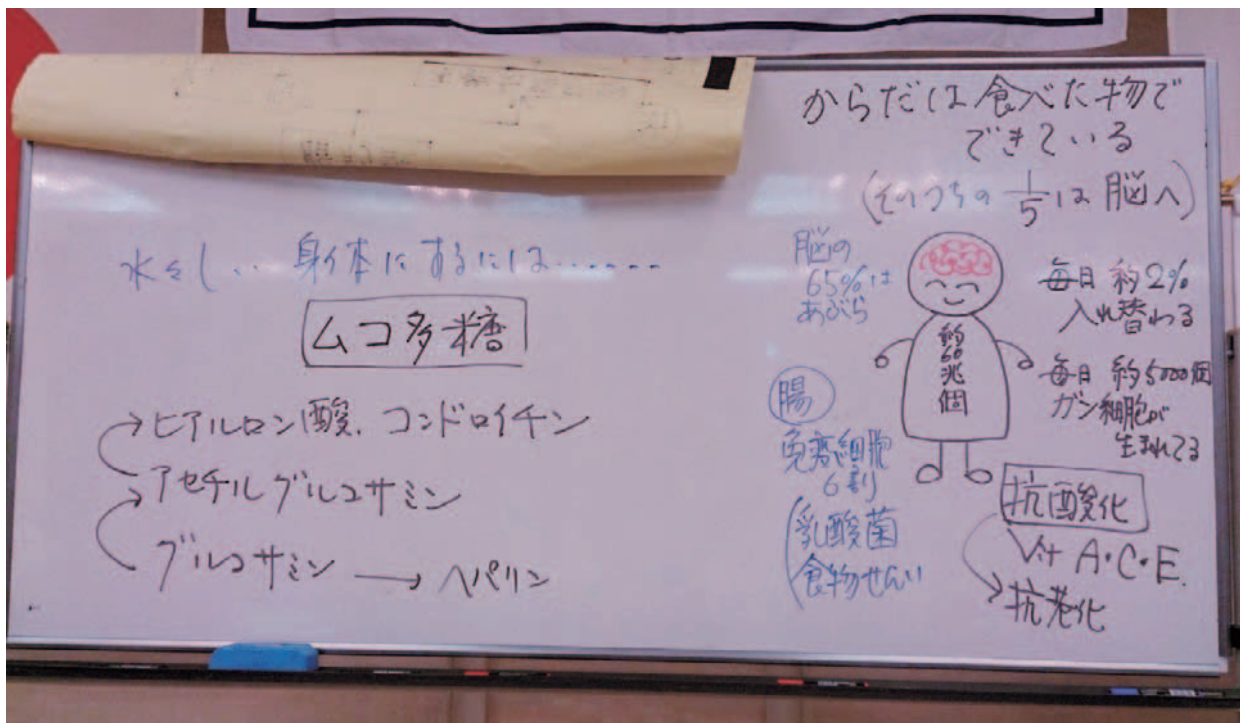 水々し..身体にするには......
ムコ多糖
→ヒアルロン酸.コンドロイチン
アセチルグルコサミン
グルコサミン→ヘパリン
からだは食べた物で
できている
(そのうちの1/5は脳へ)
脳の
65%は
あぶら
約60兆個
毎日 約2%
入れ替わる
毎日 約5000個
ガン細胞が
生まれてる
腸
免疫細胞
6割
乳酸菌
食物せんい
抗酸化
Vit A・C・E.
→抗老化